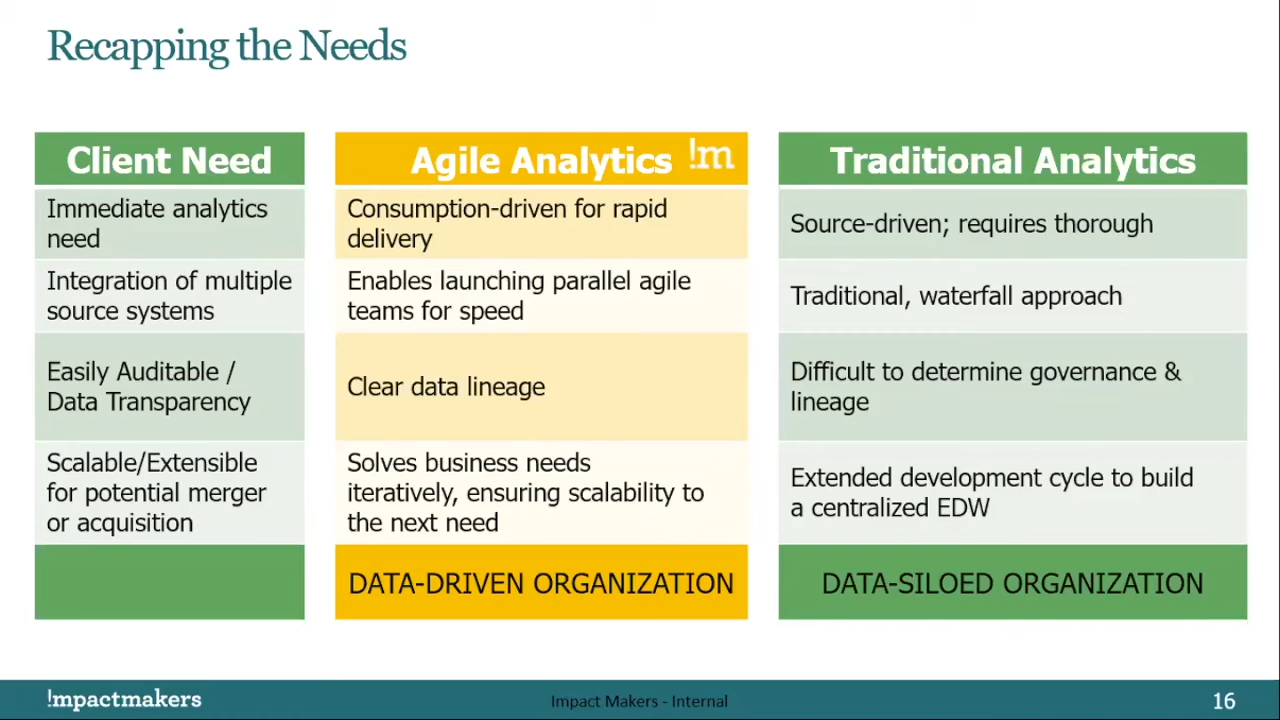 Recapping the Needs
Client Need
Agile Analytics !m
Traditional Analytics
Immediate analytics
need
Consumption-driven for rapid
delivery
Source-driven; requires thorough
Integration of multiple
source systems
Enables launching parallel agile
teams for speed
Traditional, waterfall approach
Easily Auditable /
Data Transparency
Clear data lineage
Difficult to determine governance &
lineage
Scalable/Extensible
for potential merger
or acquisition
Solves business needs
iteratively, ensuring scalability to
the next need
Extended development cycle to build
a centralized EDW
DATA-DRIVEN ORGANIZATION
DATA-SILOED ORGANIZATION
!mpactmakers
Impact Makers - Internal
16